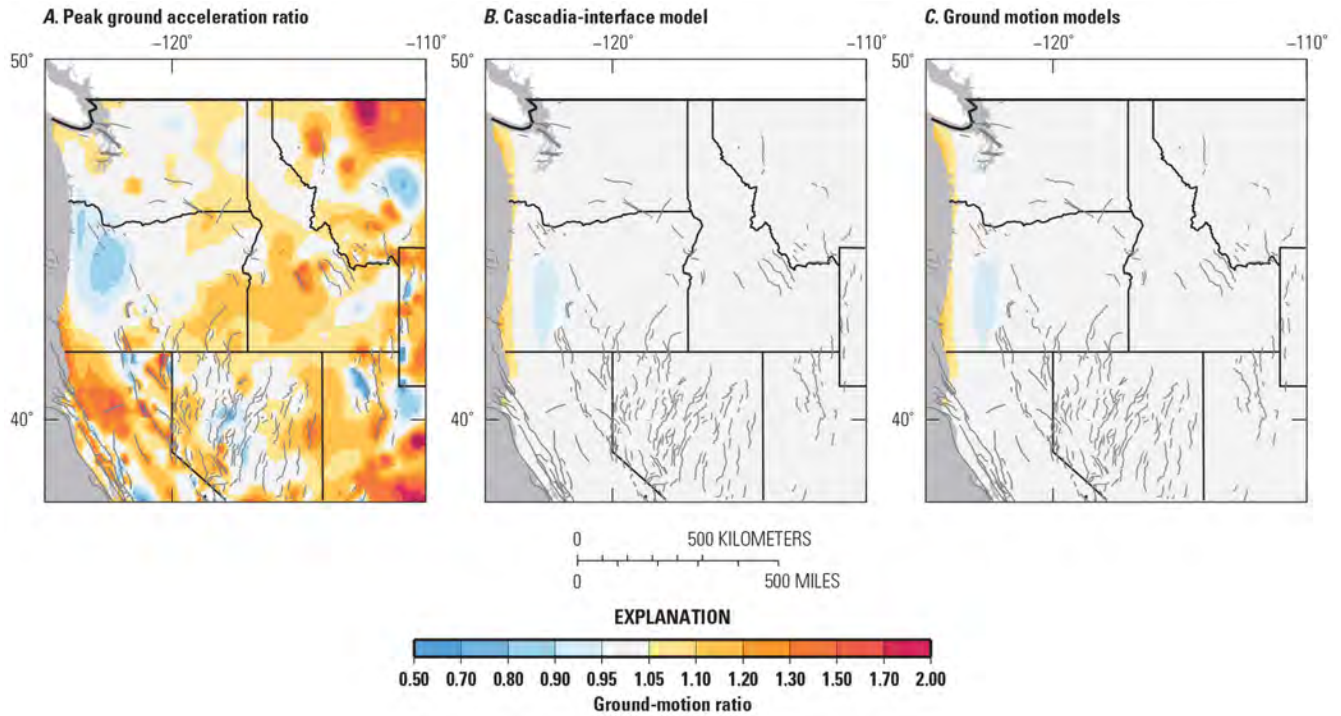 A. Peak ground acceleration ratio
−120° −110°
50°
40°
B. Cascadia-interface model
−120° −110°
C. Ground motion models
−120° −110°
50°
40°
50°
40°
0 500 KILOMETERS
0 500 MILES
EXPLANATION
0.50 0.70 0.80 0.90 0.95 1.05 1.10 1.20 1.30 1.50 1.70 2.00
Ground-motion ratio